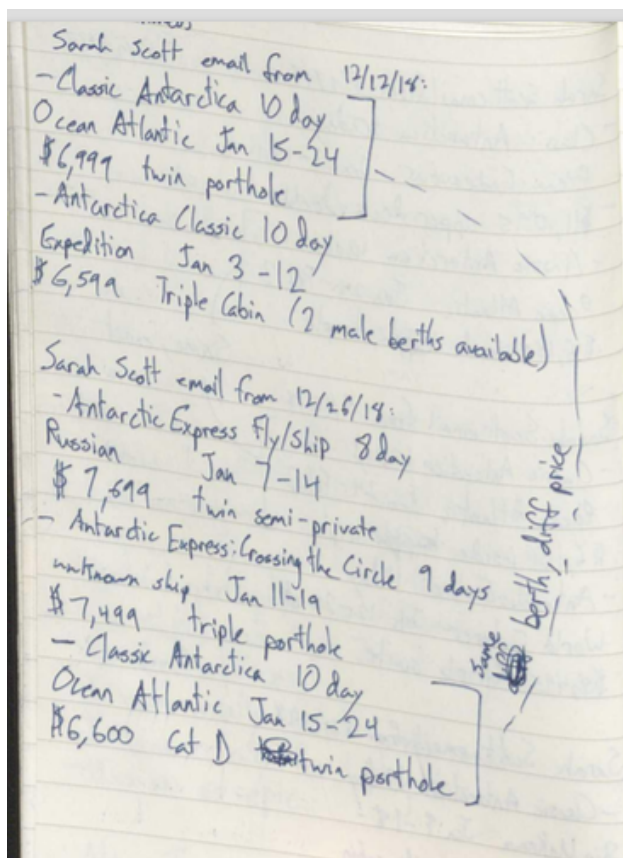 Sarah Scott email from 12/12/18:
- Classic Antarctica 10 day
Ocean Atlantic Jan 15-24
$6,999 twin porthole
- Antarctica Classic 10 day
Expedition Jan 3-12
$6,599 Triple Cabin (2 male berths available)
Sarah Scott email from 12/26/18:
- Antarctic Express Fly/Ship 8 day
Russian Jan 7-14
$7,699 twin semi-private
- Antarctic Express: Crossing the Circle 9 days
unknown ship Jan 11-19
$7,499 triple porthole
- Classic Antarctica 10 day
Ocean Atlantic Jan 15-24
$6,600 Cat D twin porthole
same berth, diff price